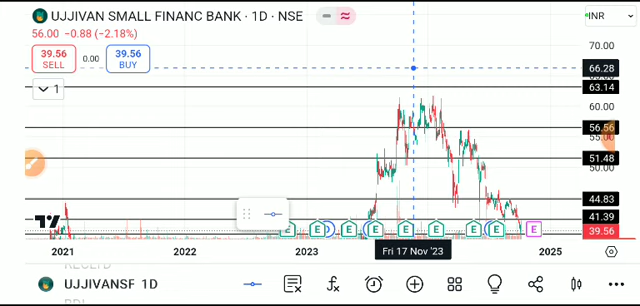 UJJIVAN SMALL FINANC BANK · 1D · NSE
INR
56.00 −0.88 (−2.18%)
39.56
SELL
0.00
39.56
BUY
1
70.00
66.28
63.14
60.00
56.56
55.00
51.48
50.00
44.83
41.39
39.56
E E E E E E E E
Fri 17 Nov '23
2021
2022
2023
2025
UJJIVANSF 1D